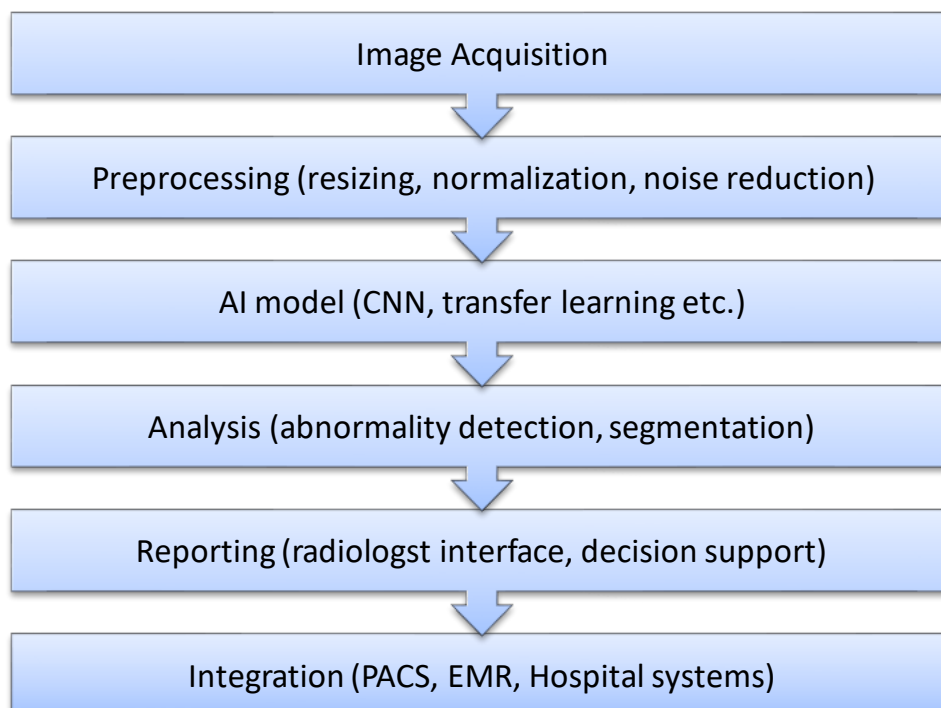 Image Acquisition
Preprocessing (resizing, normalization, noise reduction)
AI model (CNN, transfer learning etc.)
Analysis (abnormality detection, segmentation)
Reporting (radiologst interface, decision support)
Integration (PACS, EMR, Hospital systems)